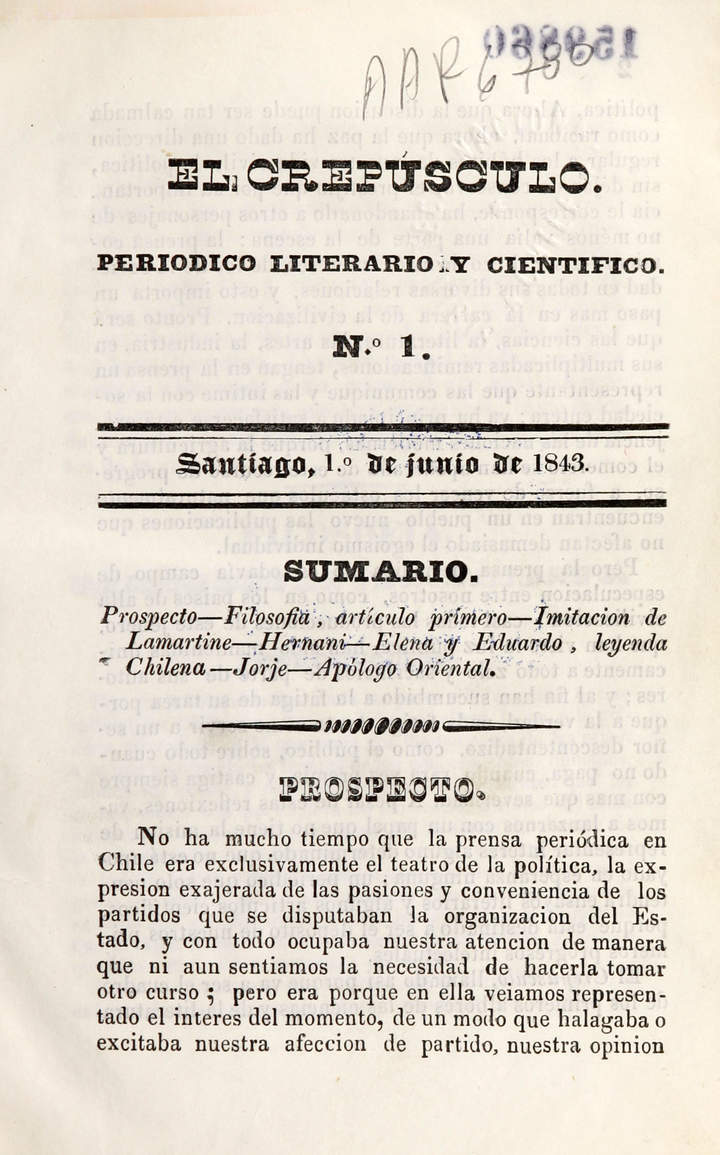 AAR 6788
EL CREPÚSCULO.
PERIODICO LITERARIO Y CIENTIFICO.
N.º 1.
Santiago, 1.º de junio de 1843.
SUMARIO.
Prospecto—Filosofía, artículo primero—Imitacion de
Lamartine—Hernani—Elena y Eduardo, leyenda
Chilena—Jorje—Apólogo Oriental.
PROSPECTO.
No ha mucho tiempo que la prensa periódica en
Chile era exclusivamente el teatro de la política, la ex-
presion exajerada de las pasiones y conveniencia de los
partidos que se disputaban la organizacion del Es-
tado, y con todo ocupaba nuestra atencion de manera
que ni aun sentiamos la necesidad de hacerla tomar
otro curso; pero era porque en ella veiamos represen-
tado el interes del momento, de un modo que halagaba o
excitaba nuestra afeccion de partido, nuestra opinion